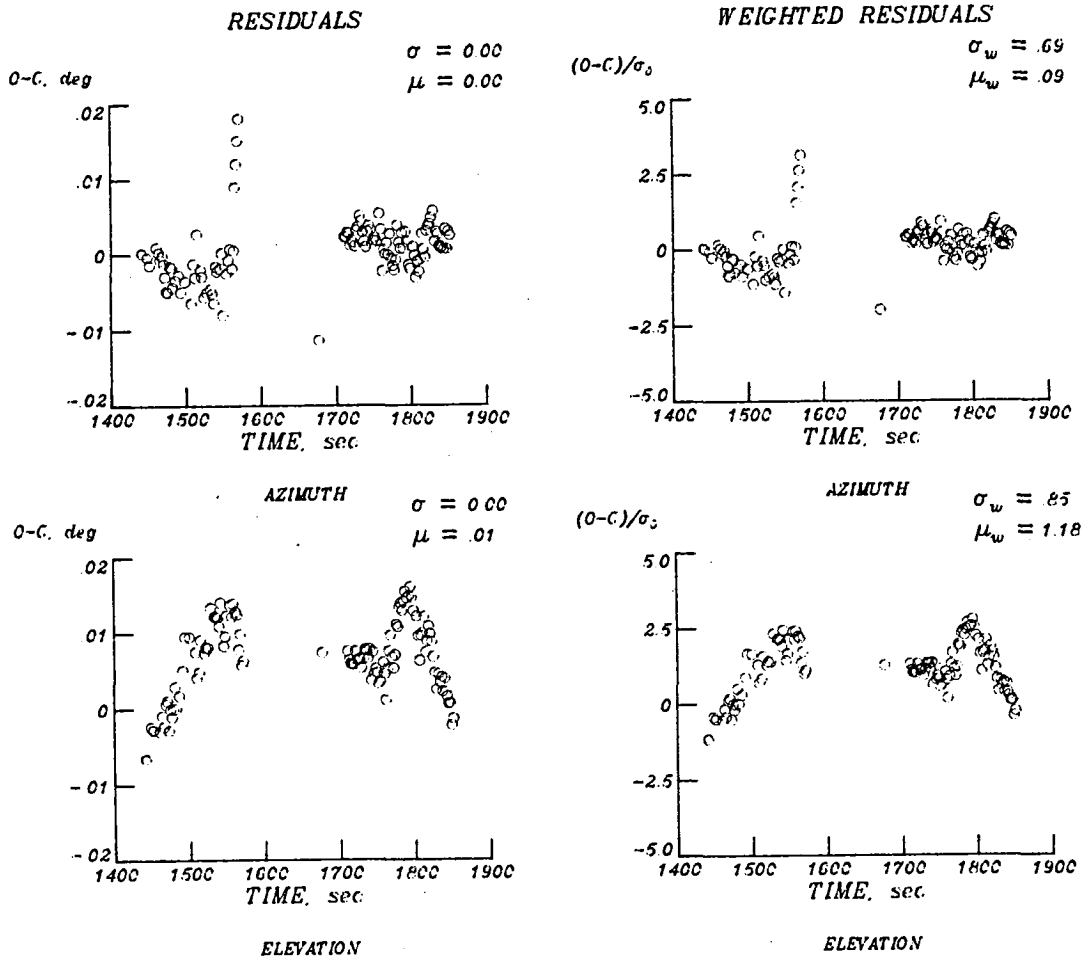 RESIDUALS
σ = 0.00
μ = 0.00
O-C, deg
.02
.01
0
-.01
-.02
1400 1500 1600 1700 1800 1900
TIME, sec
AZIMUTH
WEIGHTED RESIDUALS
σw = .69
μw = .09
(O-C)/σ
5.0
2.5
0
-2.5
-5.0
1400 1500 1600 1700 1800 1900
TIME, sec
AZIMUTH
σ = 0.00
μ = .01
O-C, deg
.02
.01
0
-.01
-.02
1400 1500 1600 1700 1800 1900
TIME, sec
ELEVATION
σw = .85
μw = 1.18
(O-C)/σ
5.0
2.5
0
-2.5
-5.0
1400 1500 1600 1700 1800 1900
TIME, sec
ELEVATION